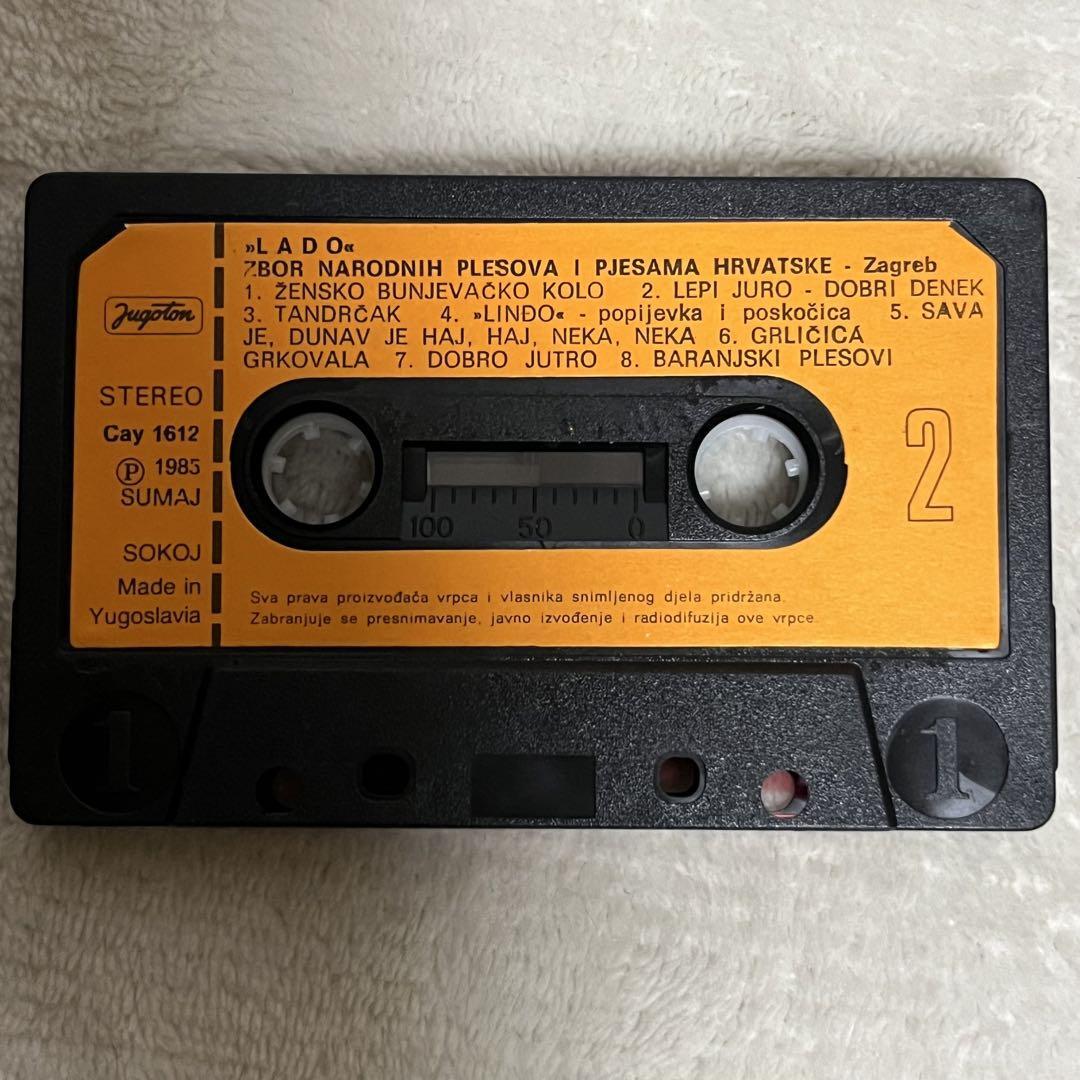 »L A D O«
ZBOR NARODNIH PLESOVA I PJESAMA HRVATSKE - Zagreb
1. ŽENSKO BUNJEVAČKO KOLO 2. LEPI JURO - DOBRI DENEK
3. TANDRČAK 4. »LINĐO« - popijevka i poskočica 5. SAVA
JE, DUNAV JE HAJ, HAJ, NEKA, NEKA 6. GRLIČICA
GRKOVALA 7. DOBRO JUTRO 8. BARANJSKI PLESOVI
Jugoton
STEREO
Cay 1612
Ⓟ 1985
SUMAJ
SOKOJ
Made in
Yugoslavia
2
100 50 0
Sva prava proizvođača vrpca i vlasnika snimljenog djela pridržana.
Zabranjuje se presnimavanje, javno izvođenje i radiodifuzija ove vrpce.
1 1